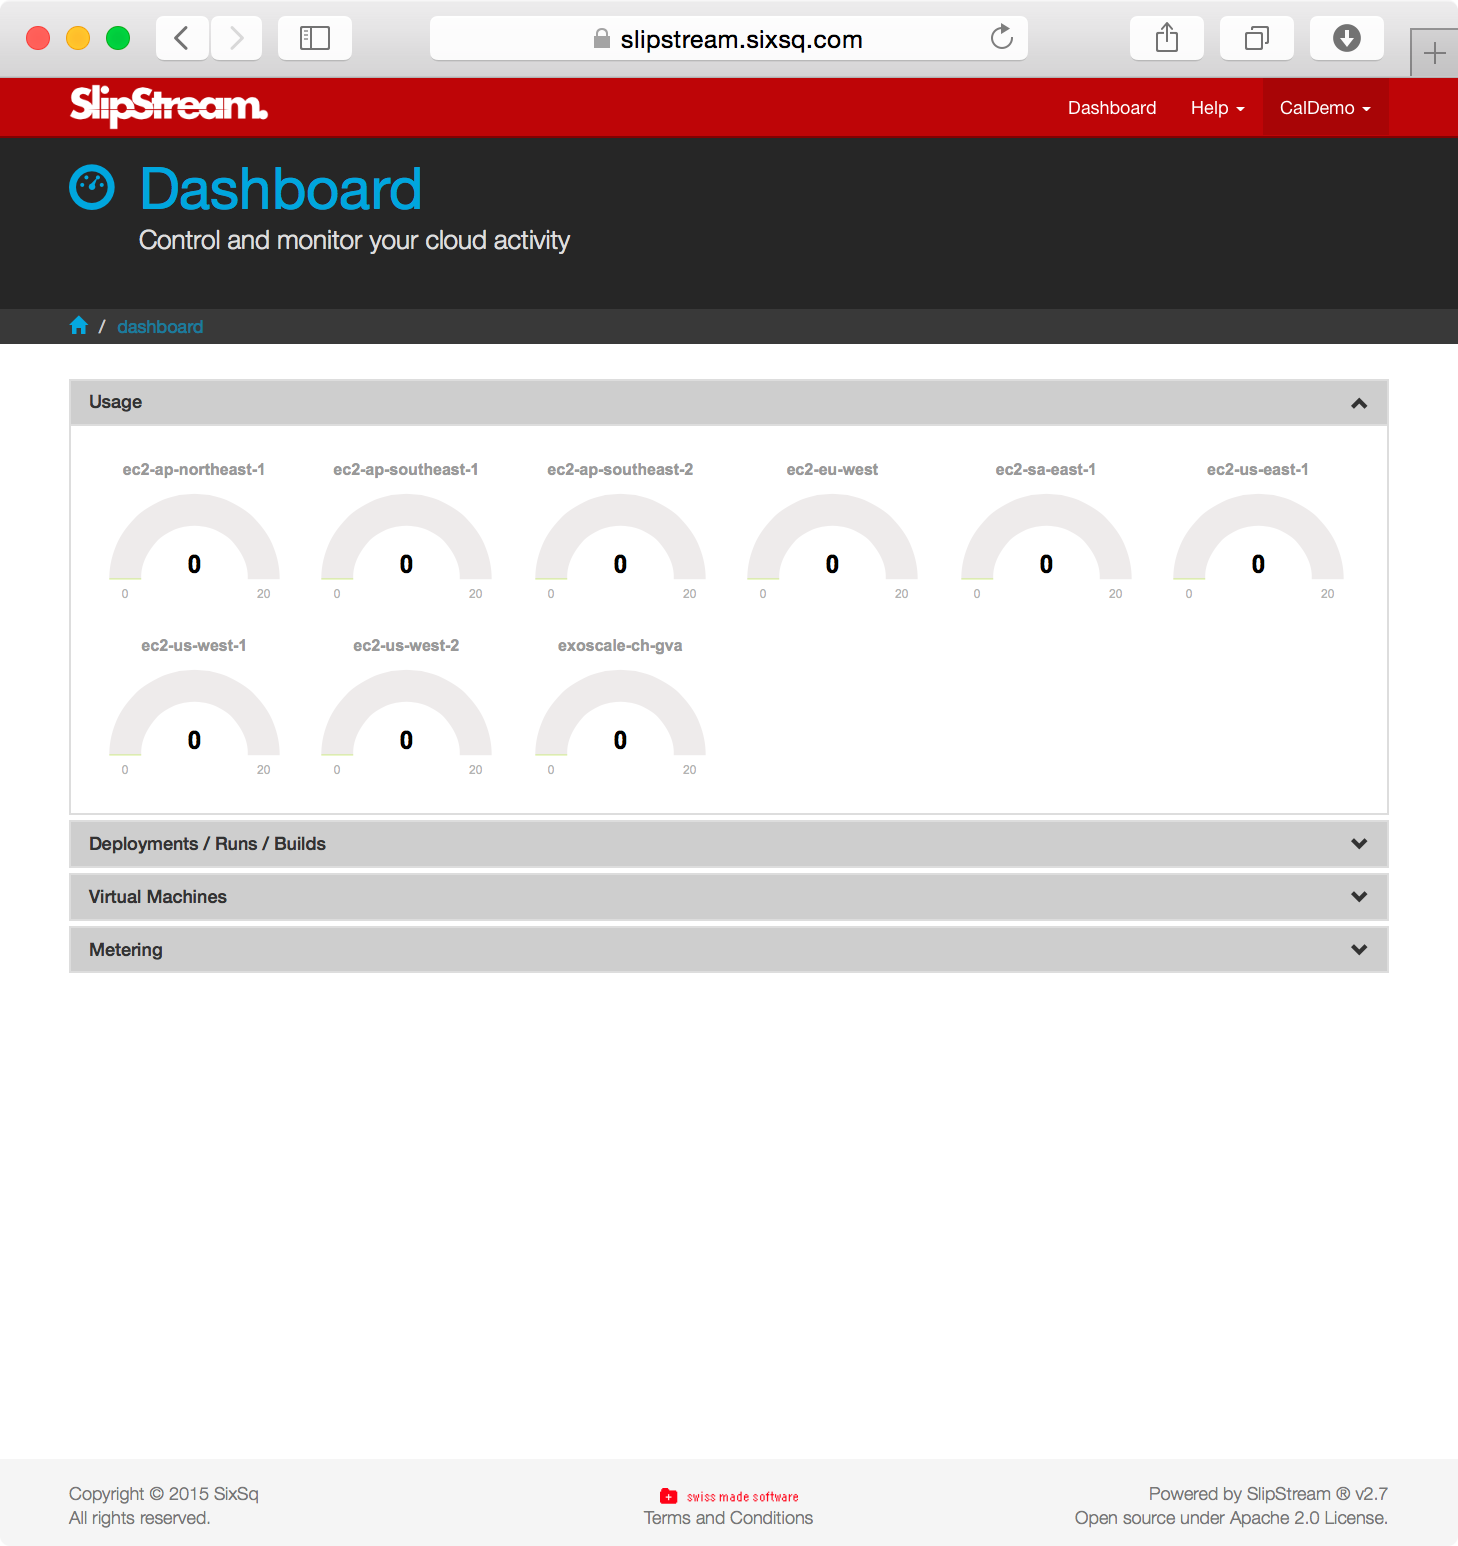 slipstream.sixsq.com
SlipStream.
Dashboard Help CalDemo
Dashboard
Control and monitor your cloud activity
/ dashboard
Usage
ec2-ap-northeast-1 ec2-ap-southeast-1 ec2-ap-southeast-2 ec2-eu-west ec2-sa-east-1 ec2-us-east-1
0 0 0 0 0 0
0 20 0 20 0 20 0 20 0 20 0 20
ec2-us-west-1 ec2-us-west-2 exoscale-ch-gva
0 0 0
0 20 0 20 0 20
Deployments / Runs / Builds
Virtual Machines
Metering
Copyright © 2015 SixSq swiss made software Powered by SlipStream ® v2.7
All rights reserved. Terms and Conditions Open source under Apache 2.0 License.